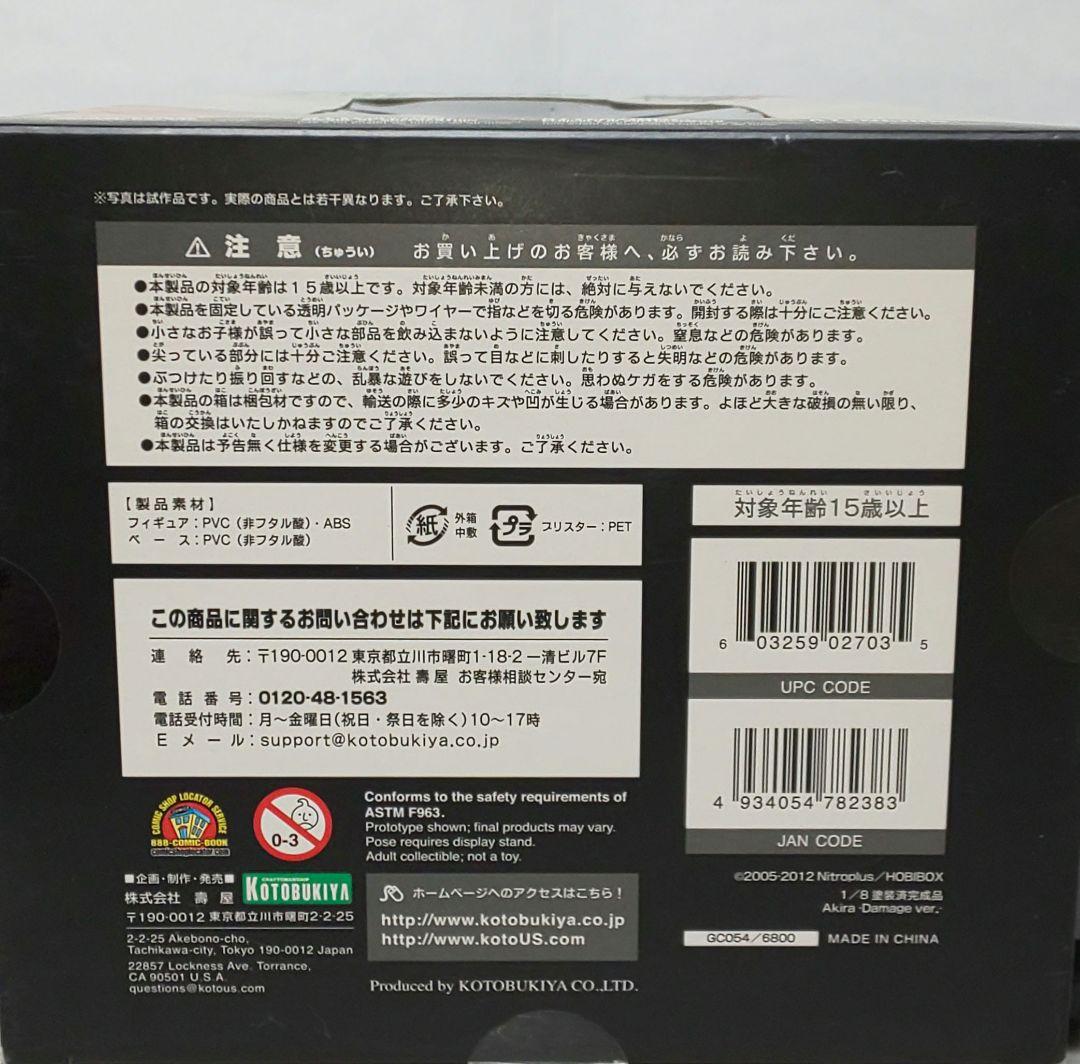 ※写真は試作品です。実際の商品とは若干異なります。ご了承下さい。
⚠ 注意(ちゅうい) お買い上げのお客様へ、必ずお読み下さい。
●本製品の対象年齢は15歳以上です。対象年齢未満の方には、絶対に与えないでください。
●本製品を固定している透明パッケージやワイヤーで指などを切る危険があります。開封する際は十分にご注意ください。
●小さなお子様が誤って小さな部品を飲み込まないように注意してください。窒息などの危険があります。
●尖っている部分には十分ご注意ください。誤って目などに刺したりすると失明などの危険があります。
●ぶつけたり振り回すなどの、乱暴な遊びをしないでください。思わぬケガをする危険があります。
●本製品の箱は梱包材ですので、輸送の際に多少のキズや凹が生じる場合があります。よほど大きな破損の無い限り、
箱の交換はいたしかねますのでご了承ください。
●本製品は予告無く仕様を変更する場合がございます。ご了承ください。
【製品素材】
フィギュア:PVC(非フタル酸)・ABS
ベース:PVC(非フタル酸)
紙 外箱
中敷
プラ ブリスター:PET
たいしょうねんれい さいいじょう
対象年齢15歳以上
6 03259 02703 5
UPC CODE
4 934054 782383
JAN CODE
この商品に関するお問い合わせは下記にお願い致します
連絡先:〒190-0012 東京都立川市曙町1-18-2 一清ビル7F
株式会社 壽屋 お客様相談センター宛
電話番号:0120-48-1563
電話受付時間:月〜金曜日(祝日・祭日を除く)10〜17時
Eメール:support@kotobukiya.co.jp
COMIC SHOP LOCATOR SERVICE
888-COMIC-BOOK
comicshoplocator.com
0-3
Conforms to the safety requirements of
ASTM F963.
Prototype shown; final products may vary.
Pose requires display stand.
Adult collectible; not a toy.
■企画・制作・発売■
株式会社 壽屋
CRAFTSMANSHIP
KOTOBUKIYA
〒190-0012 東京都立川市曙町2-2-25
2-2-25 Akebono-cho,
Tachikawa-city, Tokyo 190-0012 Japan
22857 Lockness Ave. Torrance,
CA 90501 U.S.A.
questions@kotous.com
ホームページへのアクセスはこちら!
http://www.kotobukiya.co.jp
http://www.kotoUS.com
Produced by KOTOBUKIYA CO.,LTD.
©2005-2012 Nitroplus/HOBIBOX
1/8 塗装済完成品
Akira -Damage ver.-
GC054/6800
MADE IN CHINA